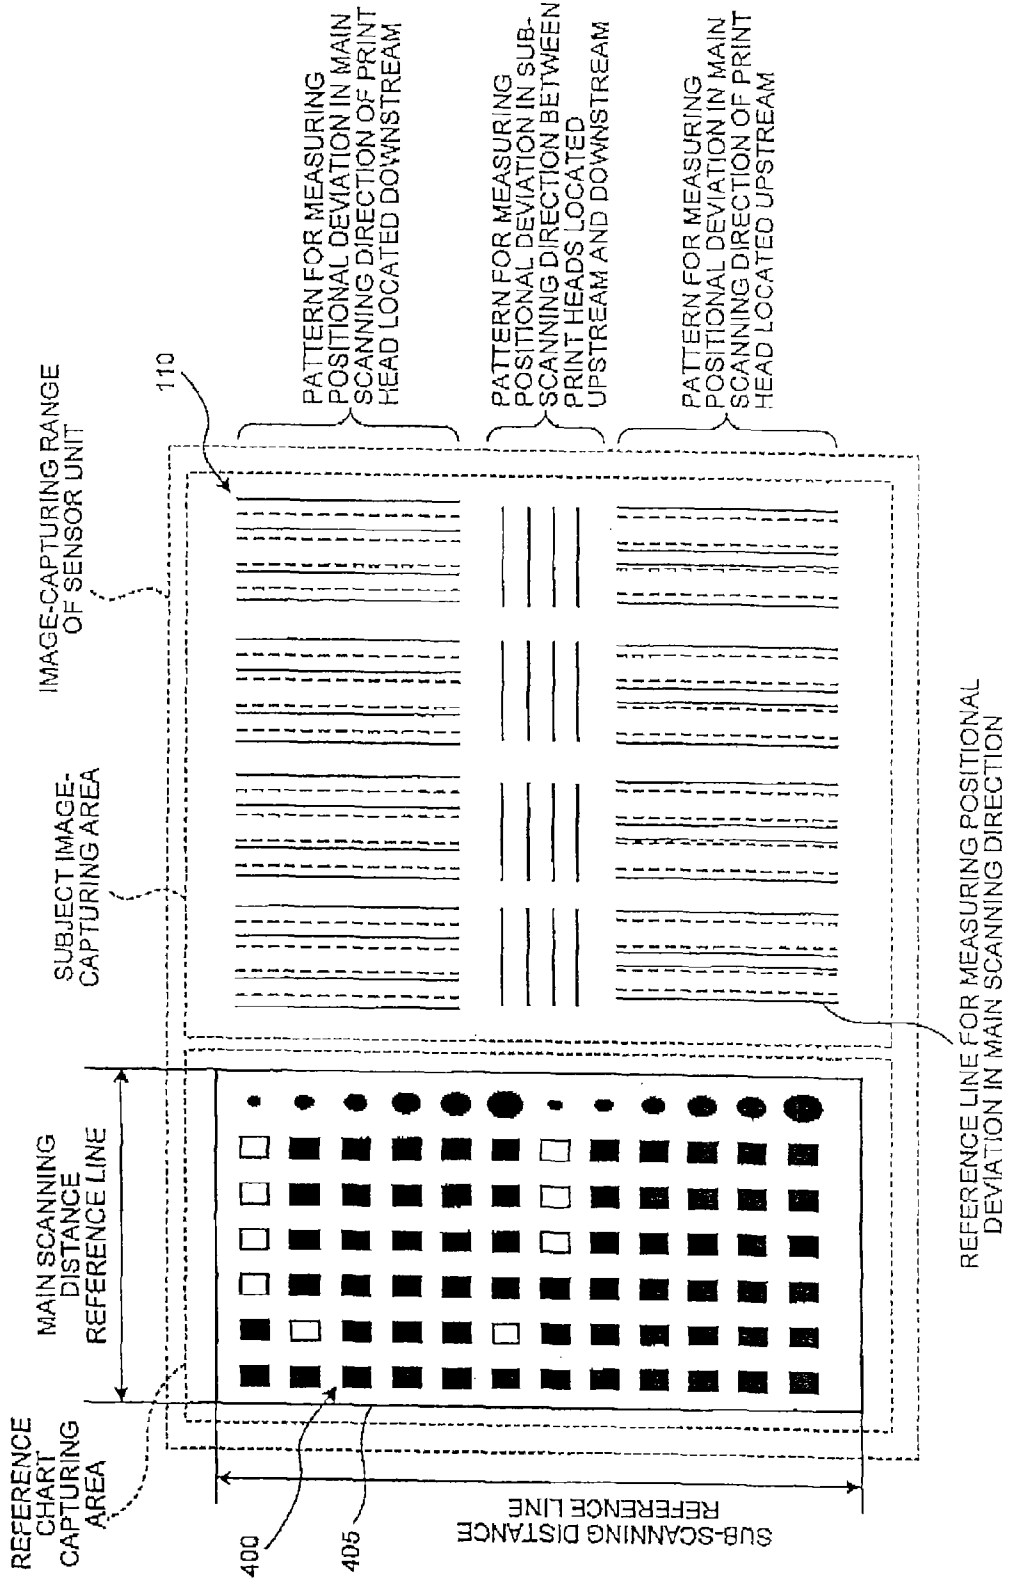 REFERENCE
CHART
CAPTURING
AREA
MAIN SCANNING
DISTANCE
REFERENCE LINE
SUBJECT IMAGE-
CAPTURING AREA
IMAGE-CAPTURING RANGE
OF SENSOR UNIT
110
PATTERN FOR MEASURING
POSITIONAL DEVIATION IN MAIN
SCANNING DIRECTION OF PRINT
HEAD LOCATED DOWNSTREAM
PATTERN FOR MEASURING
POSITIONAL DEVIATION IN SUB-
SCANNING DIRECTION BETWEEN
PRINT HEADS LOCATED
UPSTREAM AND DOWNSTREAM
PATTERN FOR MEASURING
POSITIONAL DEVIATION IN MAIN
SCANNING DIRECTION OF PRINT
HEAD LOCATED UPSTREAM
400
405
SUB-SCANNING DISTANCE
REFERENCE LINE
REFERENCE LINE FOR MEASURING POSITIONAL
DEVIATION IN MAIN SCANNING DIRECTION